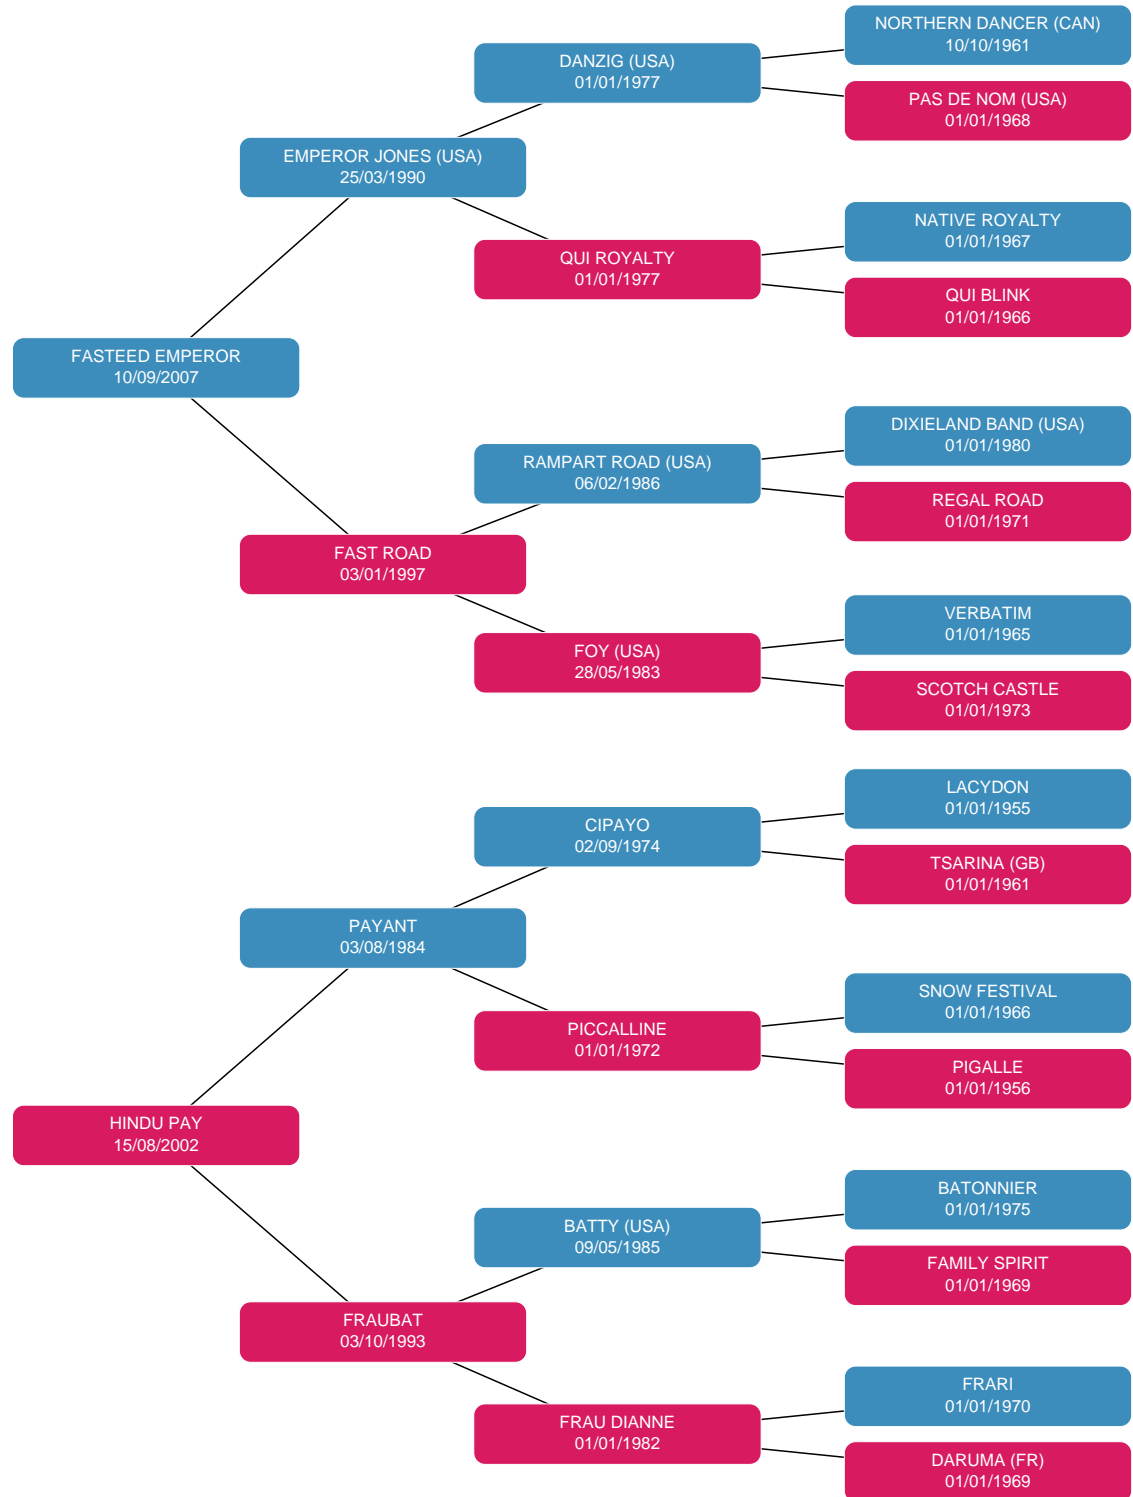 NORTHERN DANCER (CAN)
10/10/1961
DANZIG (USA)
01/01/1977
PAS DE NOM (USA)
01/01/1968
EMPEROR JONES (USA)
25/03/1990
NATIVE ROYALTY
01/01/1967
QUI ROYALTY
01/01/1977
QUI BLINK
01/01/1966
FASTEED EMPEROR
10/09/2007
DIXIELAND BAND (USA)
01/01/1980
RAMPART ROAD (USA)
06/02/1986
REGAL ROAD
01/01/1971
FAST ROAD
03/01/1997
VERBATIM
01/01/1965
FOY (USA)
28/05/1983
SCOTCH CASTLE
01/01/1973
LACYDON
01/01/1955
CIPAYO
02/09/1974
TSARINA (GB)
01/01/1961
PAYANT
03/08/1984
SNOW FESTIVAL
01/01/1966
PICCALLINE
01/01/1972
PIGALLE
01/01/1956
HINDU PAY
15/08/2002
BATONNIER
01/01/1975
BATTY (USA)
09/05/1985
FAMILY SPIRIT
01/01/1969
FRAUBAT
03/10/1993
FRARI
01/01/1970
FRAU DIANNE
01/01/1982
DARUMA (FR)
01/01/1969